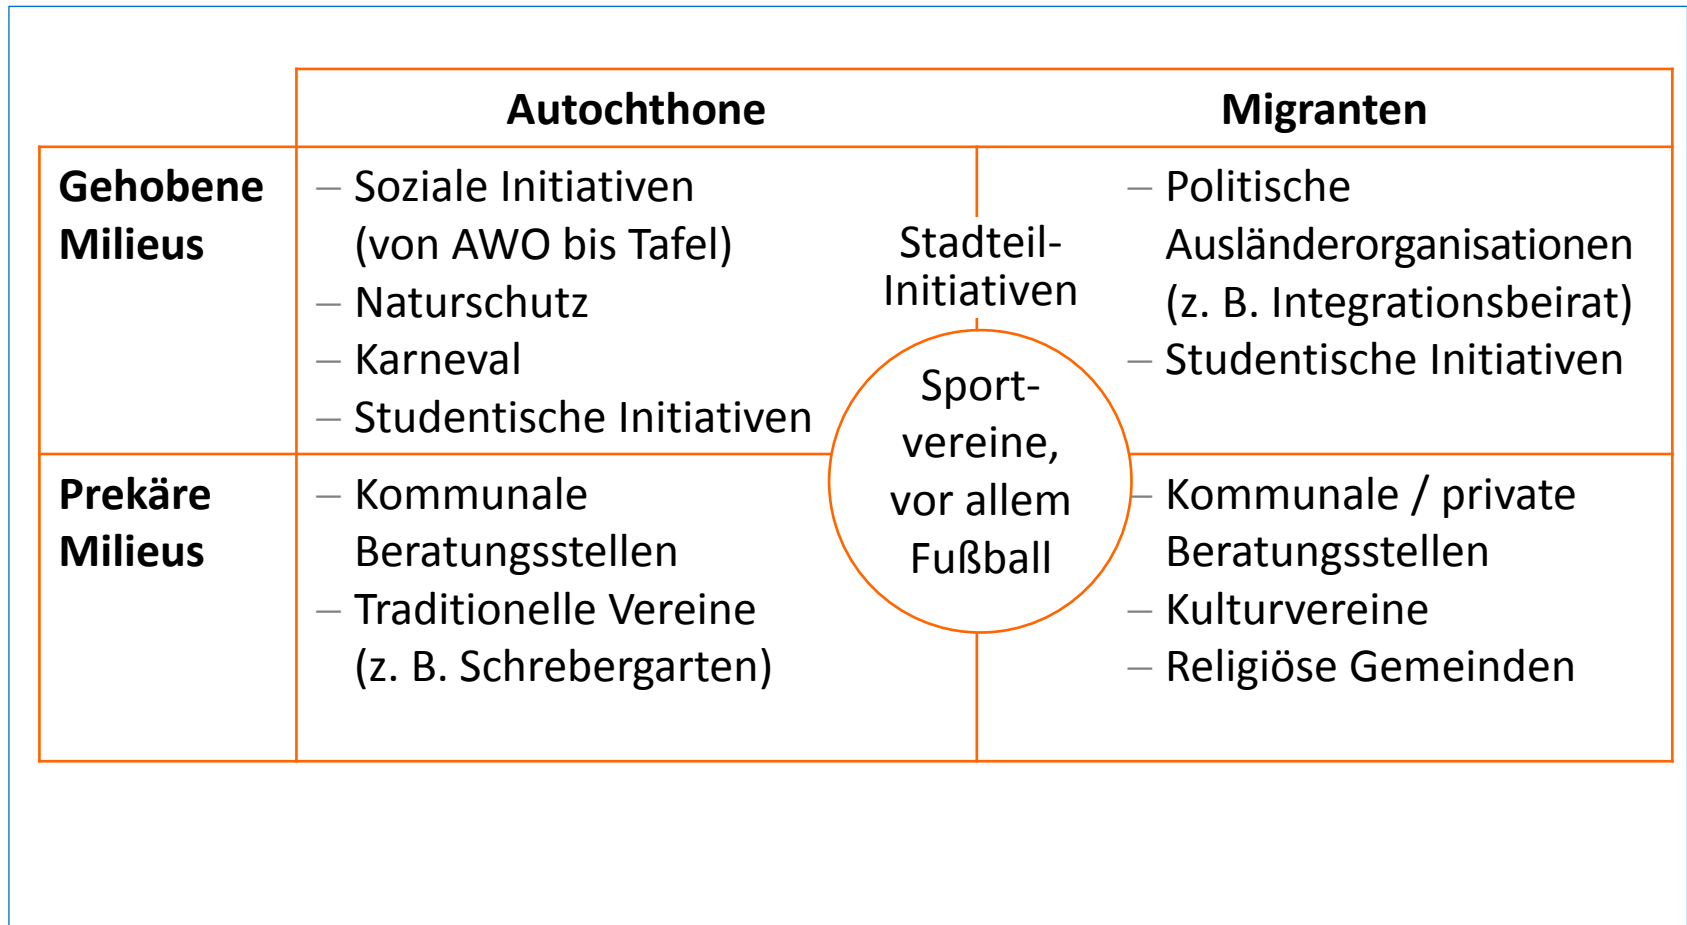 Autochthone
Migranten
Gehobene
Milieus
– Soziale Initiativen
(von AWO bis Tafel)
– Naturschutz
– Karneval
– Studentische Initiativen
Stadteil-
Initiativen
– Politische
Ausländerorganisationen
(z. B. Integrationsbeirat)
– Studentische Initiativen
Sport-
vereine,
vor allem
Fußball
Prekäre
Milieus
– Kommunale
Beratungsstellen
– Traditionelle Vereine
(z. B. Schrebergarten)
– Kommunale / private
Beratungsstellen
– Kulturvereine
– Religiöse Gemeinden